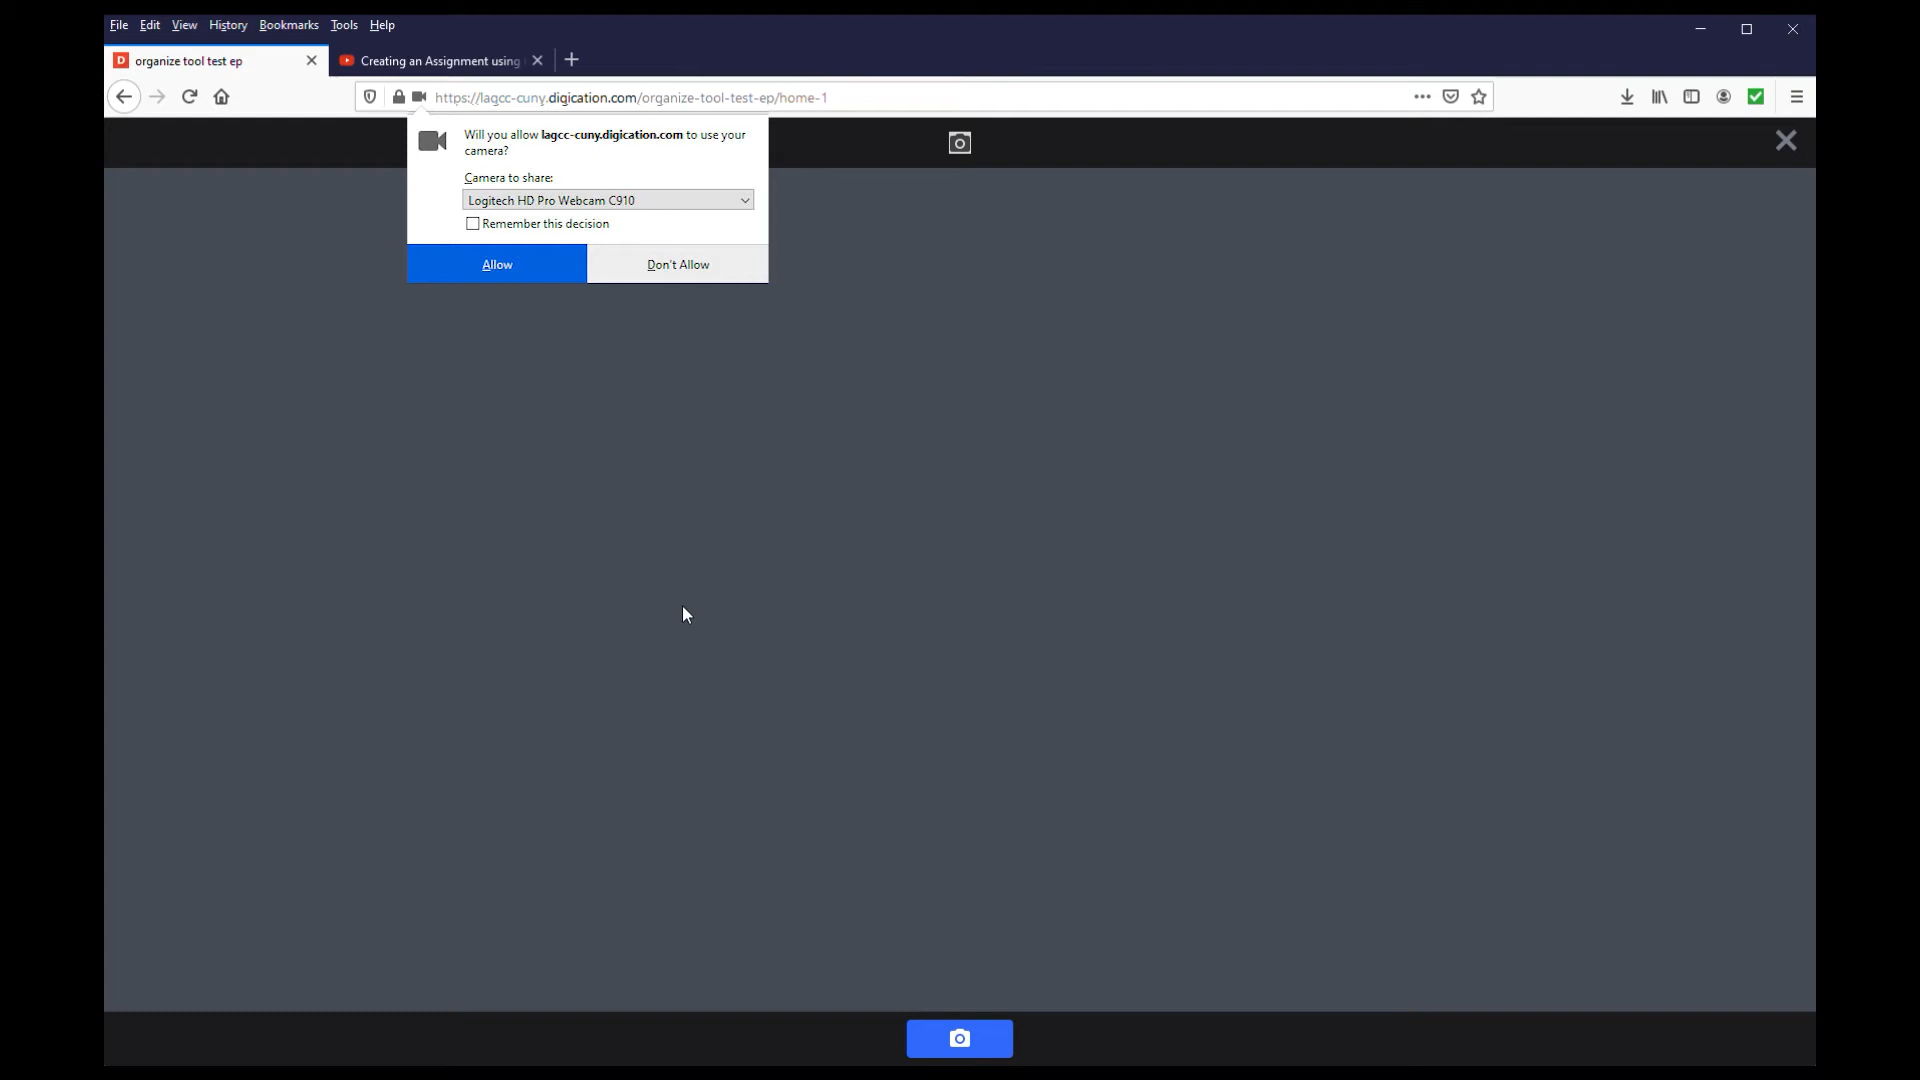 File Edit View History Bookmarks Tools Help
D organize tool test ep Creating an Assignment using
https://lagcc-cuny.digication.com/organize-tool-test-ep/home-1
Will you allow lagcc-cuny.digication.com to use your
camera?
Camera to share:
Logitech HD Pro Webcam C910
Remember this decision
Allow Don't Allow